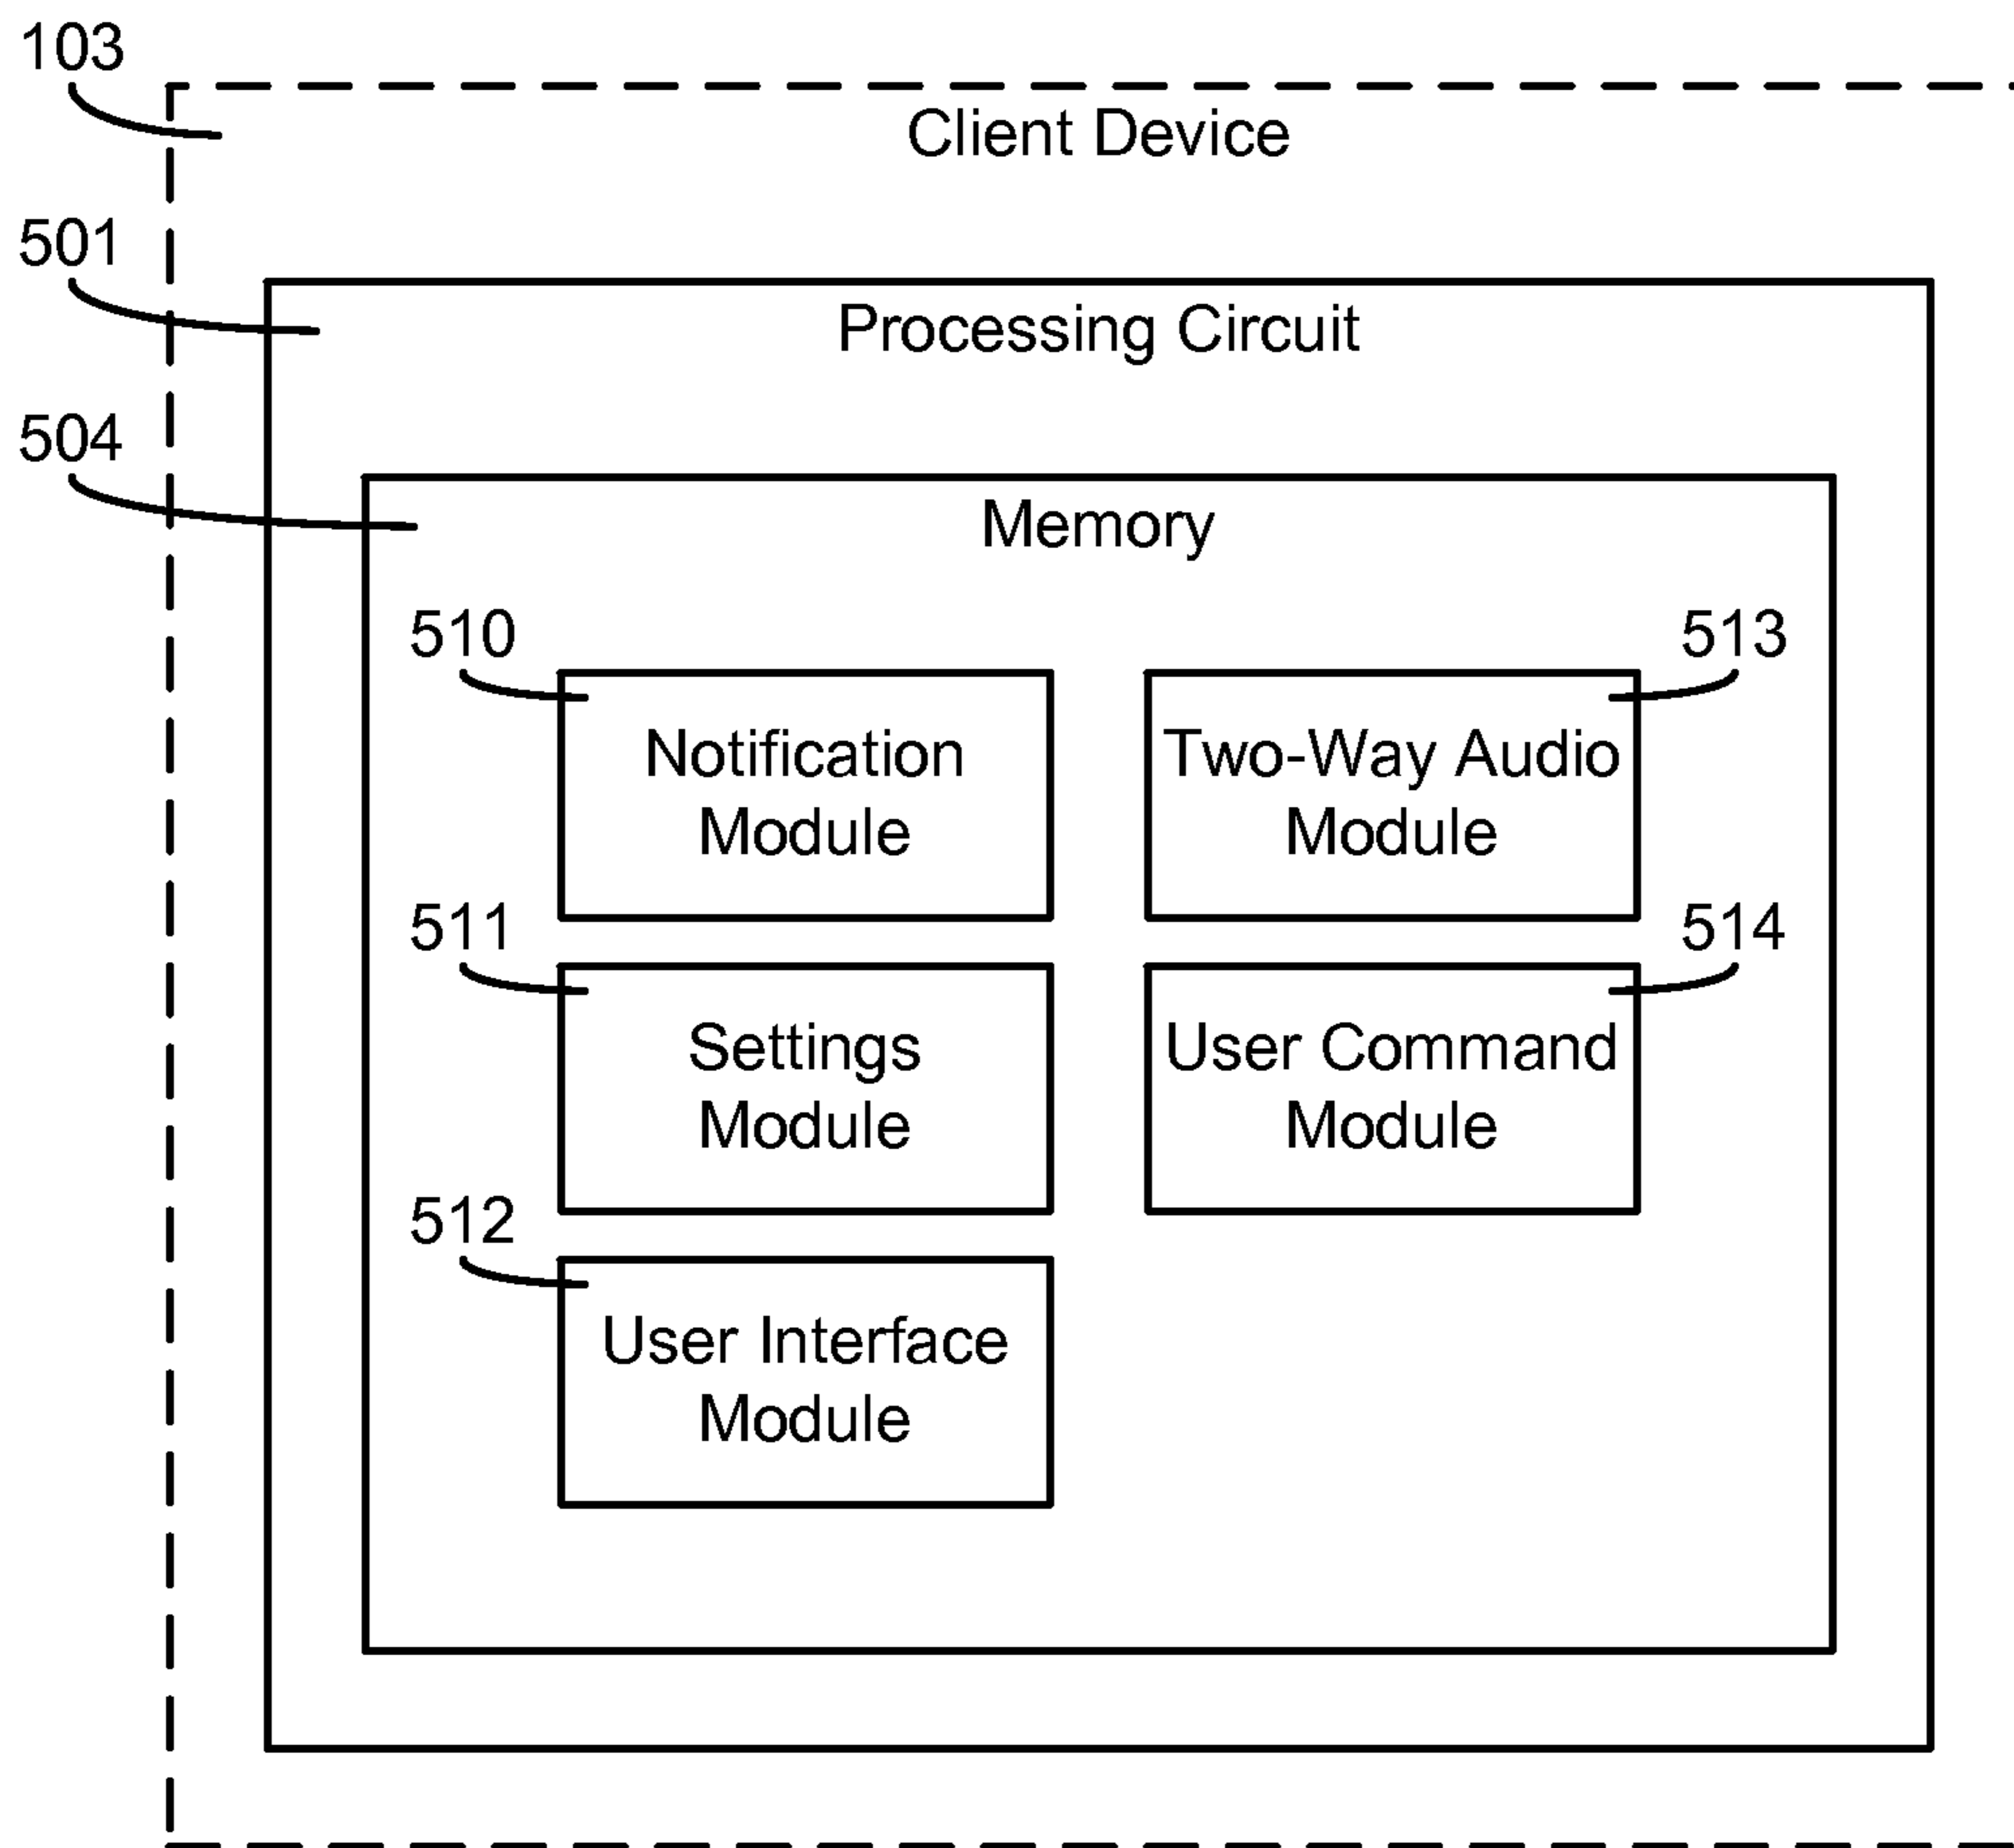 103
Client Device
501
Processing Circuit
504
Memory
510
Notification
Module
513
Two-Way Audio
Module
511
Settings
Module
514
User Command
Module
512
User Interface
Module